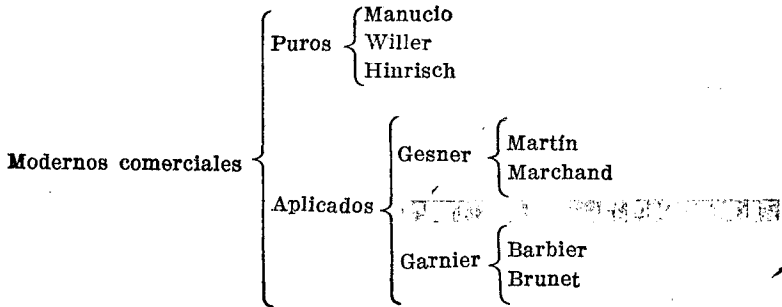 Manucio
Puros Willer
Hinrisch
Martín
Gesner
Marchand
Modernos comerciales
Aplicados
Barbier
Garnier
Brunet